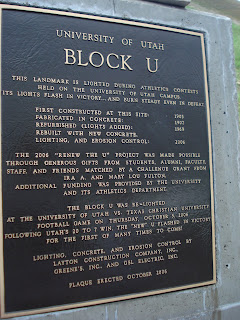 UNIVERSITY OF UTAH
BLOCK U
THIS LANDMARK IS LIGHTED DURING ATHLETICS CONTESTS
HELD ON THE UNIVERSITY OF UTAH CAMPUS.
ITS LIGHTS FLASH IN VICTORY... AND BURN STEADY EVEN IN DEFEAT.
FIRST CONSTRUCTED AT THIS SITE: 1905
FABRICATED IN CONCRETE: 1907
REFURBISHED (LIGHTS ADDED): 1969
REBUILT WITH NEW CONCRETE,
LIGHTING, AND EROSION CONTROL: 2006
THE 2006 "RENEW THE U" PROJECT WAS MADE POSSIBLE
THROUGH GENEROUS GIFTS FROM STUDENTS, ALUMNI, FACULTY,
STAFF, AND FRIENDS MATCHED BY A CHALLENGE GRANT FROM
IRA A. AND MARY LOU FULTON.
ADDITIONAL FUNDING WAS PROVIDED BY THE UNIVERSITY
AND ITS ATHLETICS DEPARTMENT.
THE BLOCK U WAS RE-LIGHTED
AT THE UNIVERSITY OF UTAH VS. TEXAS CHRISTIAN UNIVERSITY
FOOTBALL GAME ON THURSDAY, OCTOBER 5, 2006
FOLLOWING UTAH'S 20 TO 7 WIN, THE "NEW" U FLASHED IN VICTORY
FOR THE FIRST OF MANY TIMES TO COME!
LIGHTING, CONCRETE, AND EROSION CONTROL BY
LAYTON CONSTRUCTION COMPANY, INC.,
GREENE'S, INC. AND GSL ELECTRIC, INC.
PLAQUE ERECTED OCTOBER 2006